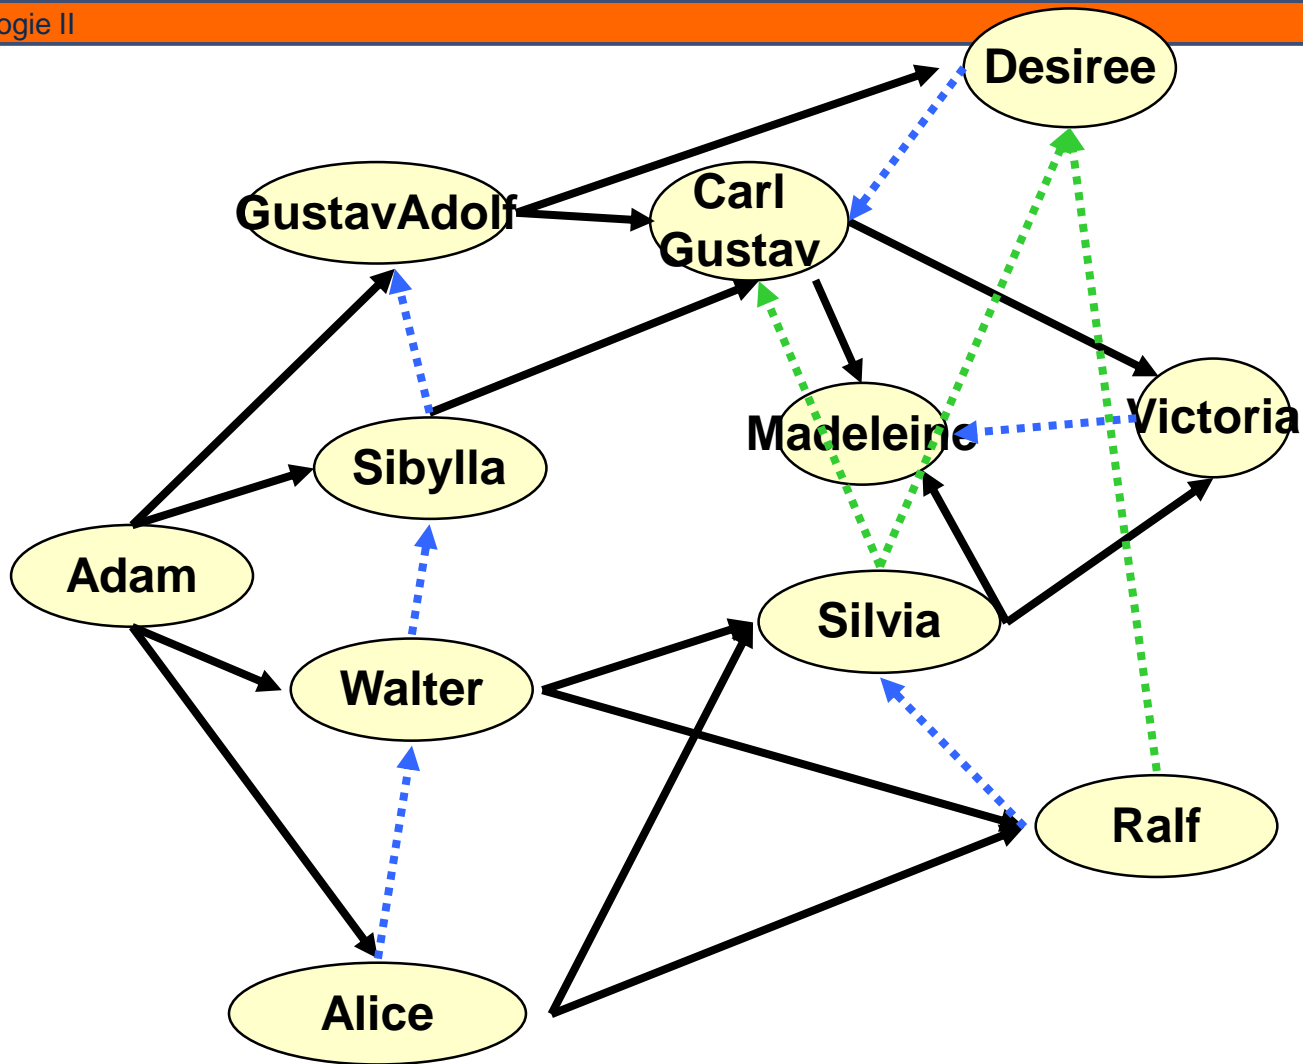 ogie II
Desiree
GustavAdolf
Carl
Gustav
Madeleine
Victoria
Sibylla
Adam
Silvia
Walter
Ralf
Alice